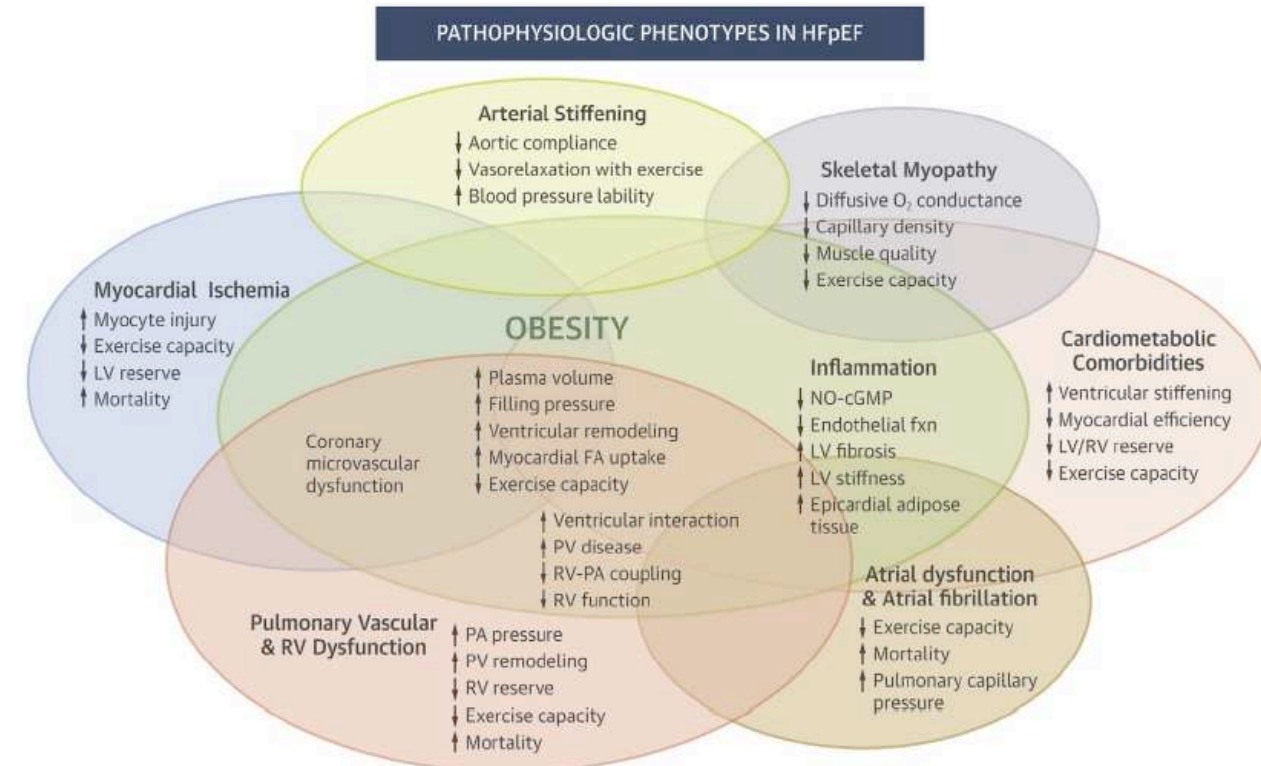 PATHOPHYSIOLOGIC PHENOTYPES IN HFpEF
Arterial Stiffening
↓ Aortic compliance
↓ Vasorelaxation with exercise
↑ Blood pressure lability
Skeletal Myopathy
↓ Diffusive O₂ conductance
↓ Capillary density
↓ Muscle quality
↓ Exercise capacity
Myocardial Ischemia
↑ Myocyte injury
↓ Exercise capacity
↓ LV reserve
↑ Mortality
OBESITY
↑ Plasma volume
↑ Filling pressure
↑ Ventricular remodeling
↑ Myocardial FA uptake
↓ Exercise capacity
Coronary
microvascular
dysfunction
↑ Ventricular interaction
↑ PV disease
↓ RV-PA coupling
↓ RV function
Inflammation
↓ NO-cGMP
↓ Endothelial fxn
↑ LV fibrosis
↑ LV stiffness
↑ Epicardial adipose
tissue
Cardiometabolic
Comorbidities
↑ Ventricular stiffening
↓ Myocardial efficiency
↓ LV/RV reserve
↓ Exercise capacity
Atrial dysfunction
& Atrial fibrillation
↓ Exercise capacity
↑ Mortality
↑ Pulmonary capillary
pressure
Pulmonary Vascular
& RV Dysfunction
↑ PA pressure
↑ PV remodeling
↓ RV reserve
↓ Exercise capacity
↑ Mortality